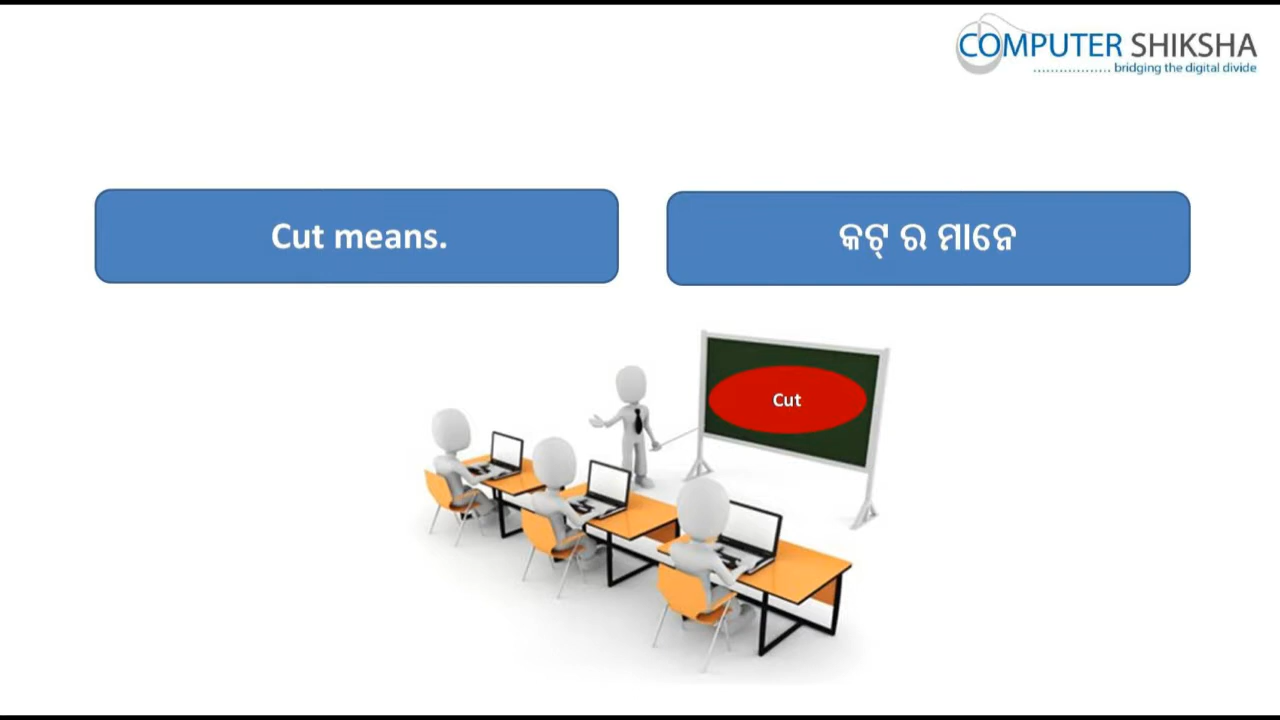 COMPUTER SHIKSHA
.................. bridging the digital divide
Cut means.
କଟ୍ ର ମାନେ
Cut